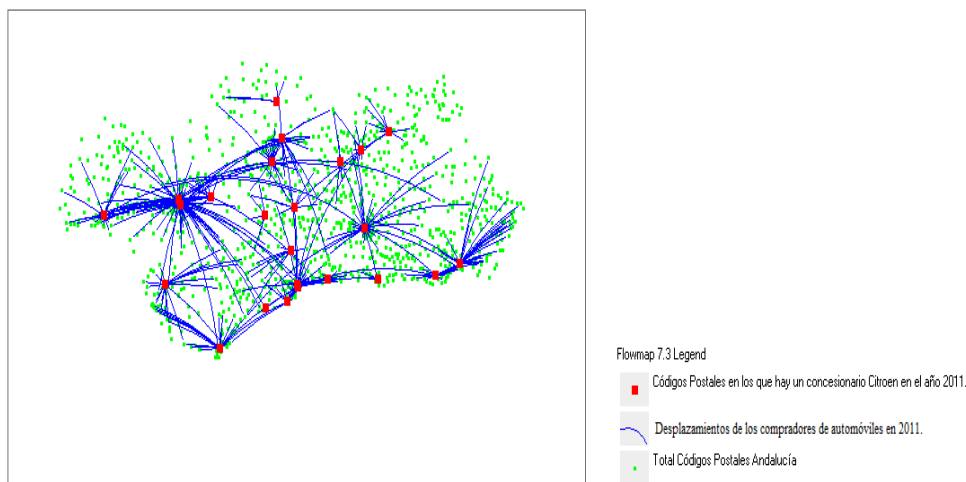 Flowmap 7.3 Legend
Códigos Postales en los que hay un concesionario Citroen en el año 2011.
Desplazamientos de los compradores de automóviles en 2011.
Total Códigos Postales Andalucía